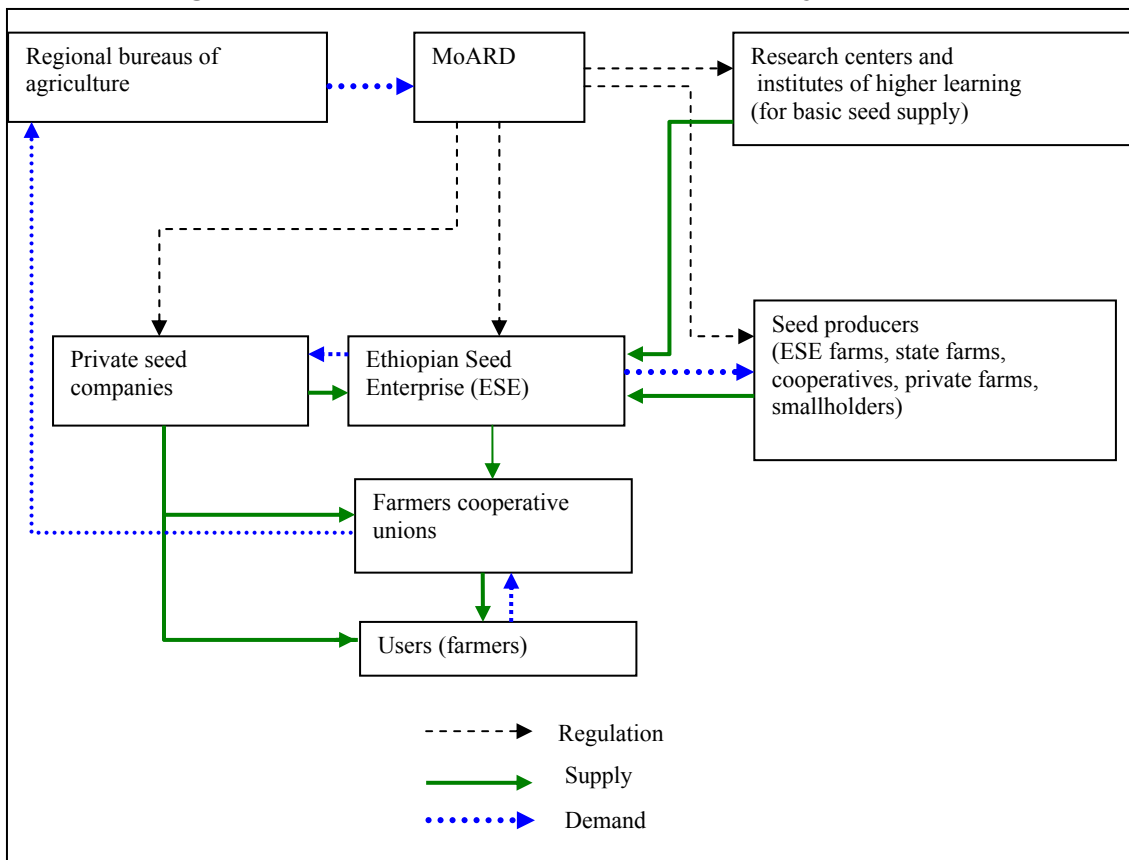 Regional bureaus of
agriculture
MoARD
Research centers and
institutes of higher learning
(for basic seed supply)
Private seed
companies
Ethiopian Seed
Enterprise (ESE)
Seed producers
(ESE farms, state farms,
cooperatives, private farms,
smallholders)
Farmers cooperative
unions
Users (farmers)
Regulation
Supply
Demand